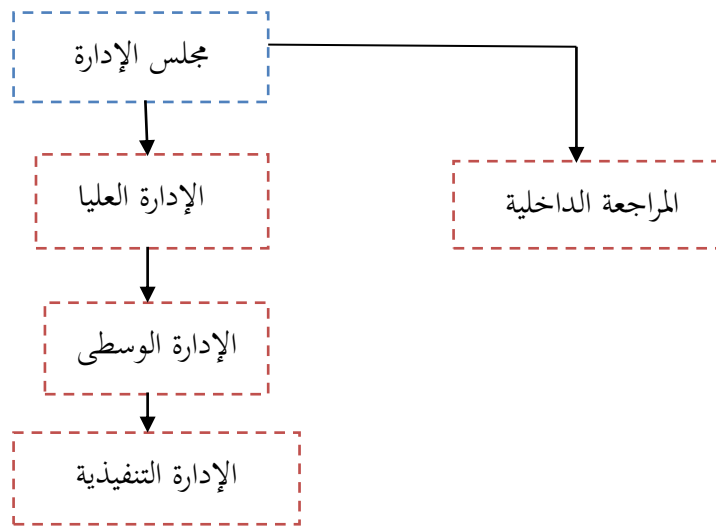 مجلس الإدارة
الإدارة العليا
المراجعة الداخلية
الإدارة الوسطى
الإدارة التنفيذية